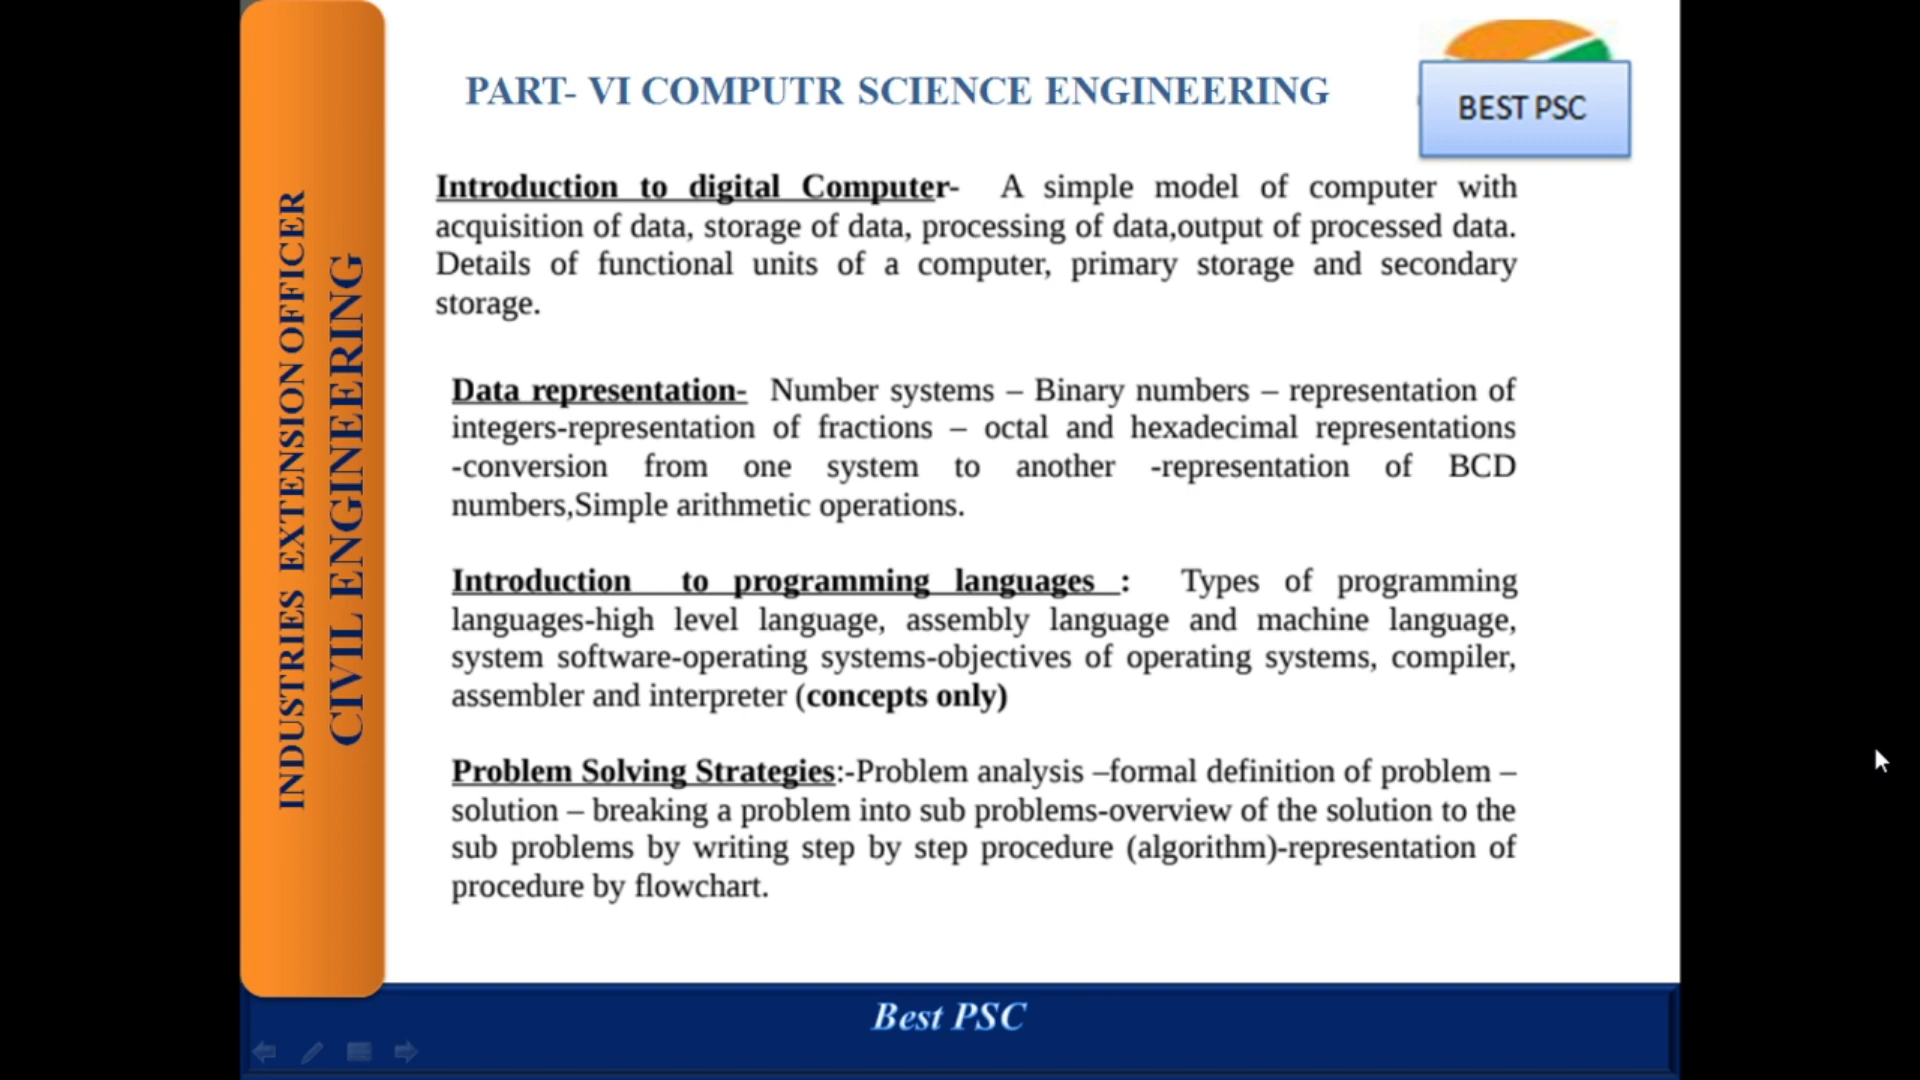 PART- VI COMPUTR SCIENCE ENGINEERING
BEST PSC
INDUSTRIES EXTENSION OFFICER
CIVIL ENGINEERING
Introduction to digital Computer- A simple model of computer with
acquisition of data, storage of data, processing of data,output of processed data.
Details of functional units of a computer, primary storage and secondary
storage.
Data representation- Number systems – Binary numbers – representation of
integers-representation of fractions – octal and hexadecimal representations
-conversion from one system to another -representation of BCD
numbers,Simple arithmetic operations.
Introduction to programming languages : Types of programming
languages-high level language, assembly language and machine language,
system software-operating systems-objectives of operating systems, compiler,
assembler and interpreter (concepts only)
Problem Solving Strategies:-Problem analysis –formal definition of problem –
solution – breaking a problem into sub problems-overview of the solution to the
sub problems by writing step by step procedure (algorithm)-representation of
procedure by flowchart.
Best PSC